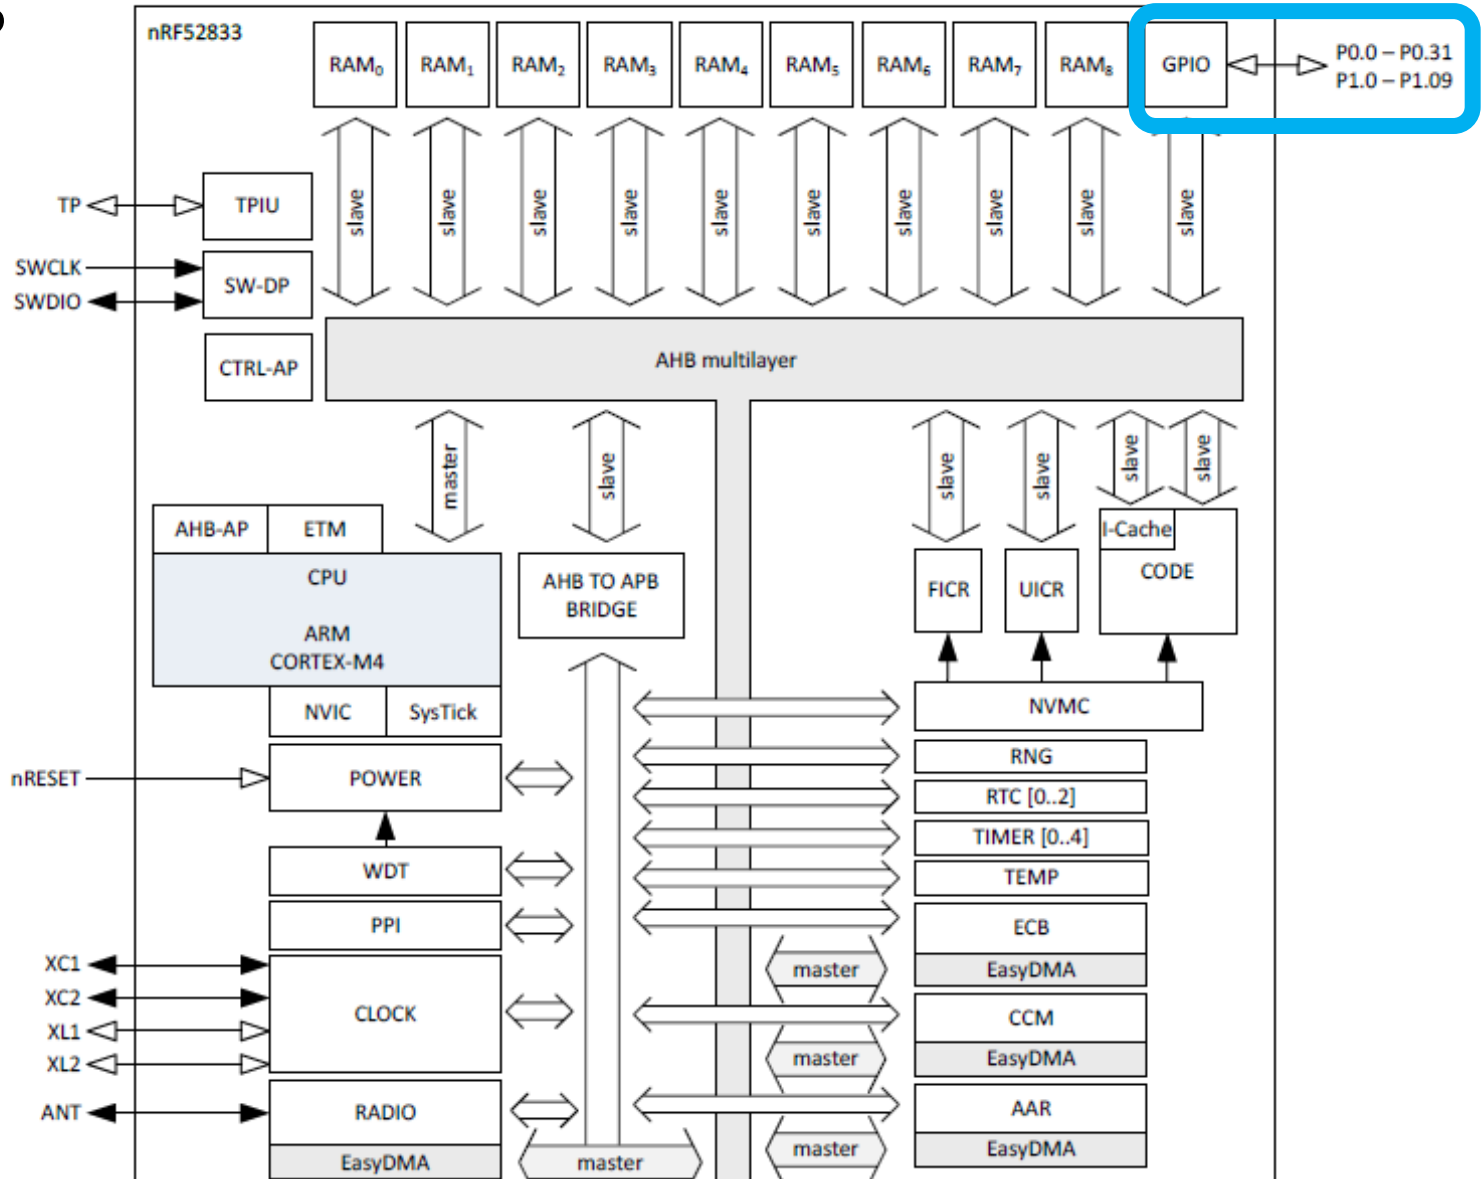 nRF52833
RAM₀
RAM₁
RAM₂
RAM₃
RAM₄
RAM₅
RAM₆
RAM₇
RAM₈
GPIO
P0.0 – P0.31
P1.0 – P1.09
slave
slave
slave
slave
slave
slave
slave
slave
slave
slave
TP
TPIU
SWCLK
SWDIO
SW-DP
CTRL-AP
AHB multilayer
master
slave
slave
slave
slave
slave
AHB-AP
ETM
CPU
ARM
CORTEX-M4
NVIC
SysTick
AHB TO APB
BRIDGE
FICR
UICR
I-Cache
CODE
NVMC
nRESET
POWER
RNG
RTC [0..2]
TIMER [0..4]
WDT
TEMP
PPI
ECB
EasyDMA
master
XC1
XC2
XL1
XL2
CLOCK
CCM
EasyDMA
master
ANT
RADIO
EasyDMA
master
AAR
EasyDMA
master